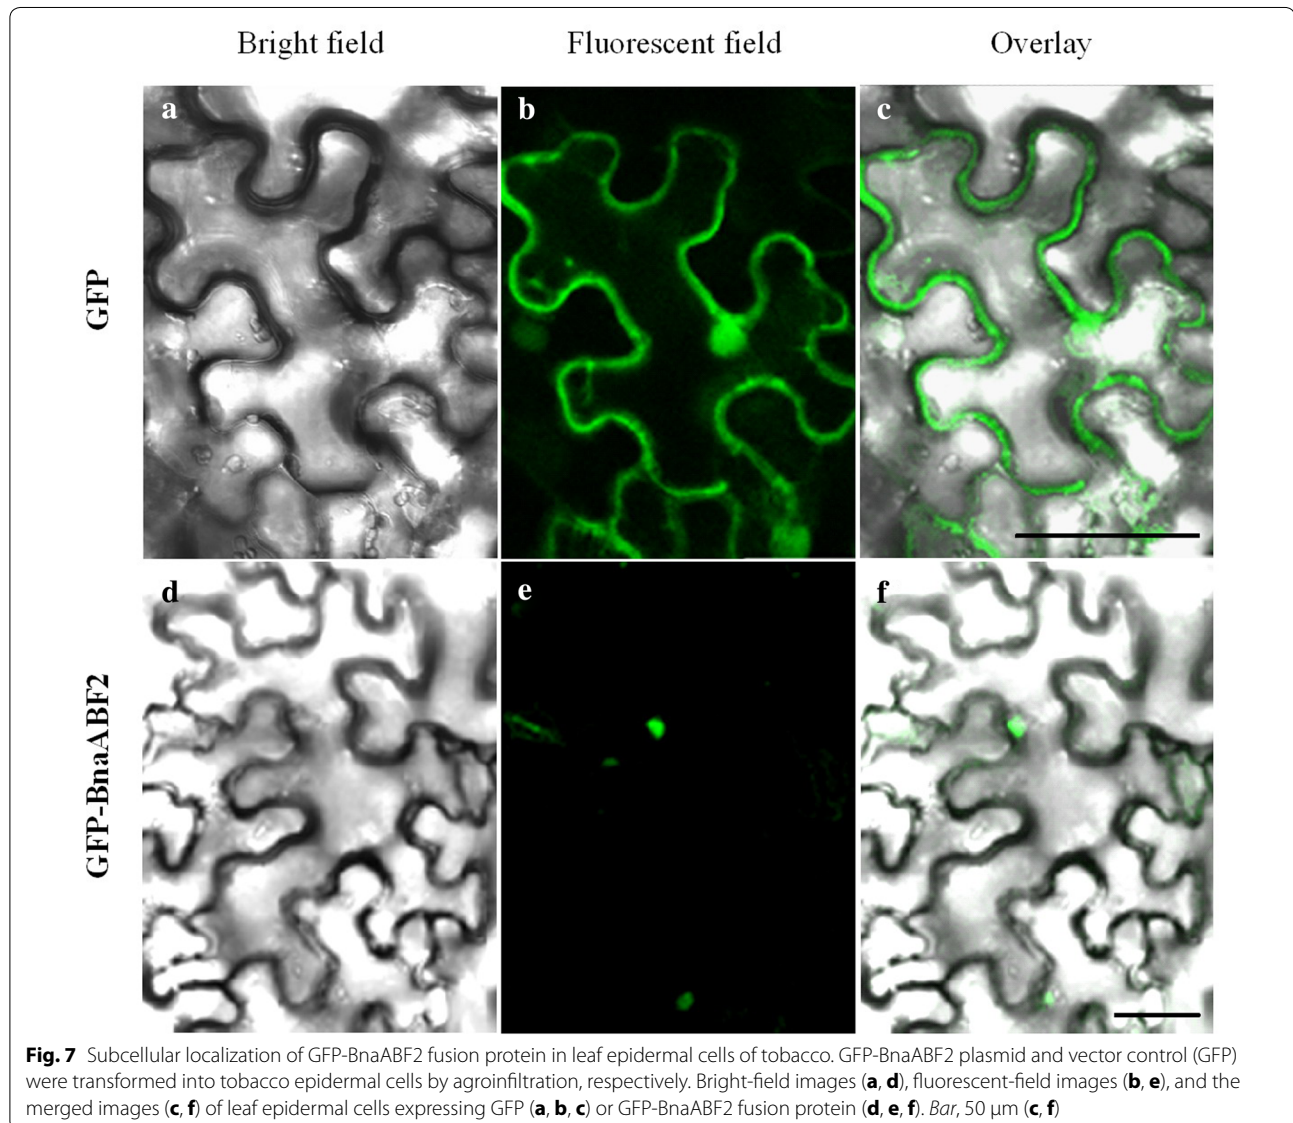 Bright field Fluorescent field Overlay
GFP
a b c
GFP-BnaABF2
d e f
Fig. 7 Subcellular localization of GFP-BnaABF2 fusion protein in leaf epidermal cells of tobacco. GFP-BnaABF2 plasmid and vector control (GFP)
were transformed into tobacco epidermal cells by agroinfiltration, respectively. Bright-field images (a, d), fluorescent-field images (b, e), and the
merged images (c, f) of leaf epidermal cells expressing GFP (a, b, c) or GFP-BnaABF2 fusion protein (d, e, f). Bar, 50 μm (c, f)